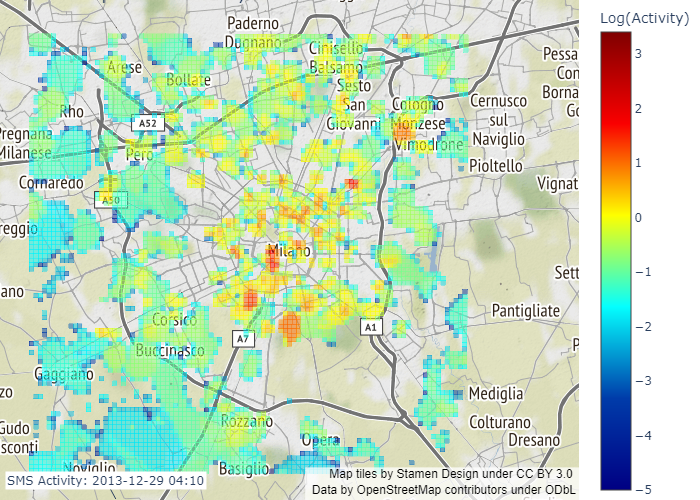 Log(Activity)
Paderno
Dugnano
Cinisello
Balsamo
Pessa
Con
Arese
Bollate
Sesto
San
Giovanni
Borna
Go
Rho
Cologno
Monzese
Cernusco
sul
Naviglio
A52
Pregnana
Milanese
Pero
Vimodrone
Pioltello
Cornaredo
Vignat
A50
reggio
Milano
Sett
ano
Pantigliate
Corsico
A1
A7
P
Buccinasco
Gaggiano
Mediglia
zo
Rozzano
Colturano
Dresano
Gudo
sconti
Opera
Noviglio
Basiglio
SMS Activity: 2013-12-29 04:10
Map tiles by Stamen Design under CC BY 3.0
Data by OpenStreetMap contributors under ODbL
3
2
1
0
−1
−2
−3
−4
−5